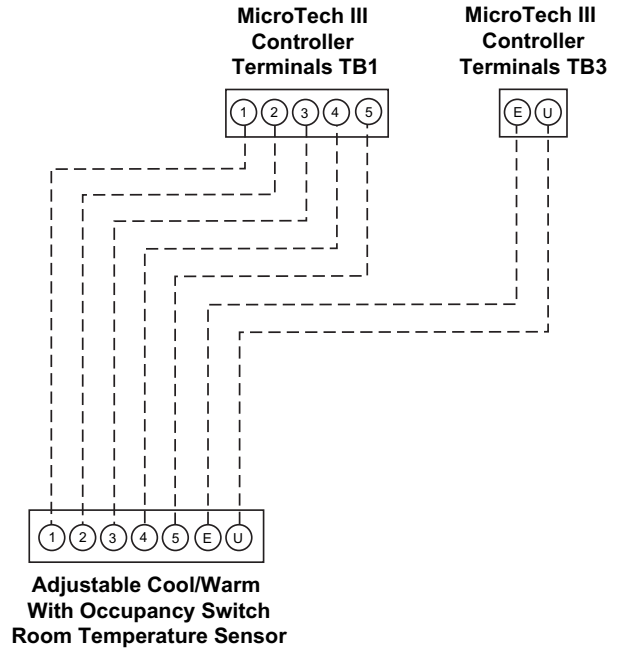 MicroTech III
Controller
Terminals TB1
MicroTech III
Controller
Terminals TB3
1 2 3 4 5
E U
1 2 3 4 5 E U
Adjustable Cool/Warm
With Occupancy Switch
Room Temperature Sensor